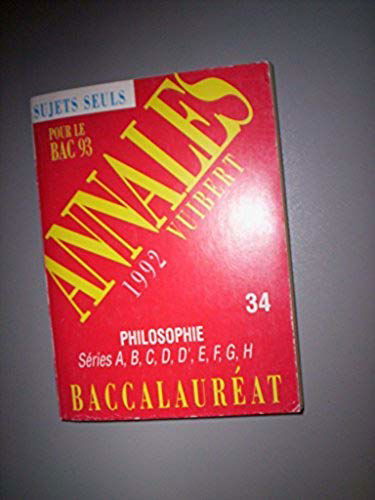 SUJETS SEULS
POUR LE
BAC 93
ANNALES
1992 VUIBERT
34
PHILOSOPHIE
Séries A, B, C, D, D', E, F, G, H
BACCALAURÉAT